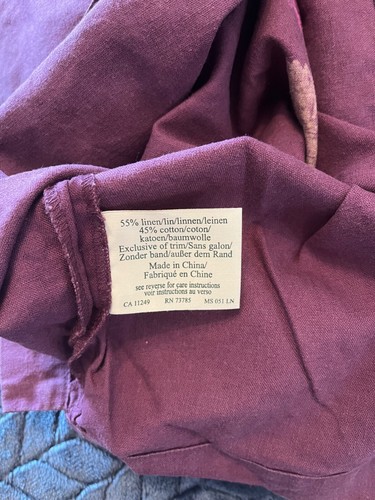 55% linen/lin/linnen/leinen
45% cotton/coton/
katoen/baumwolle
Exclusive of trim/Sans galon/
Zonder band/außer dem Rand
Made in China/
Fabriqué en Chine
see reverse for care instructions
voir instructions au verso
CA 11249 RN 73785 MS 051 LN